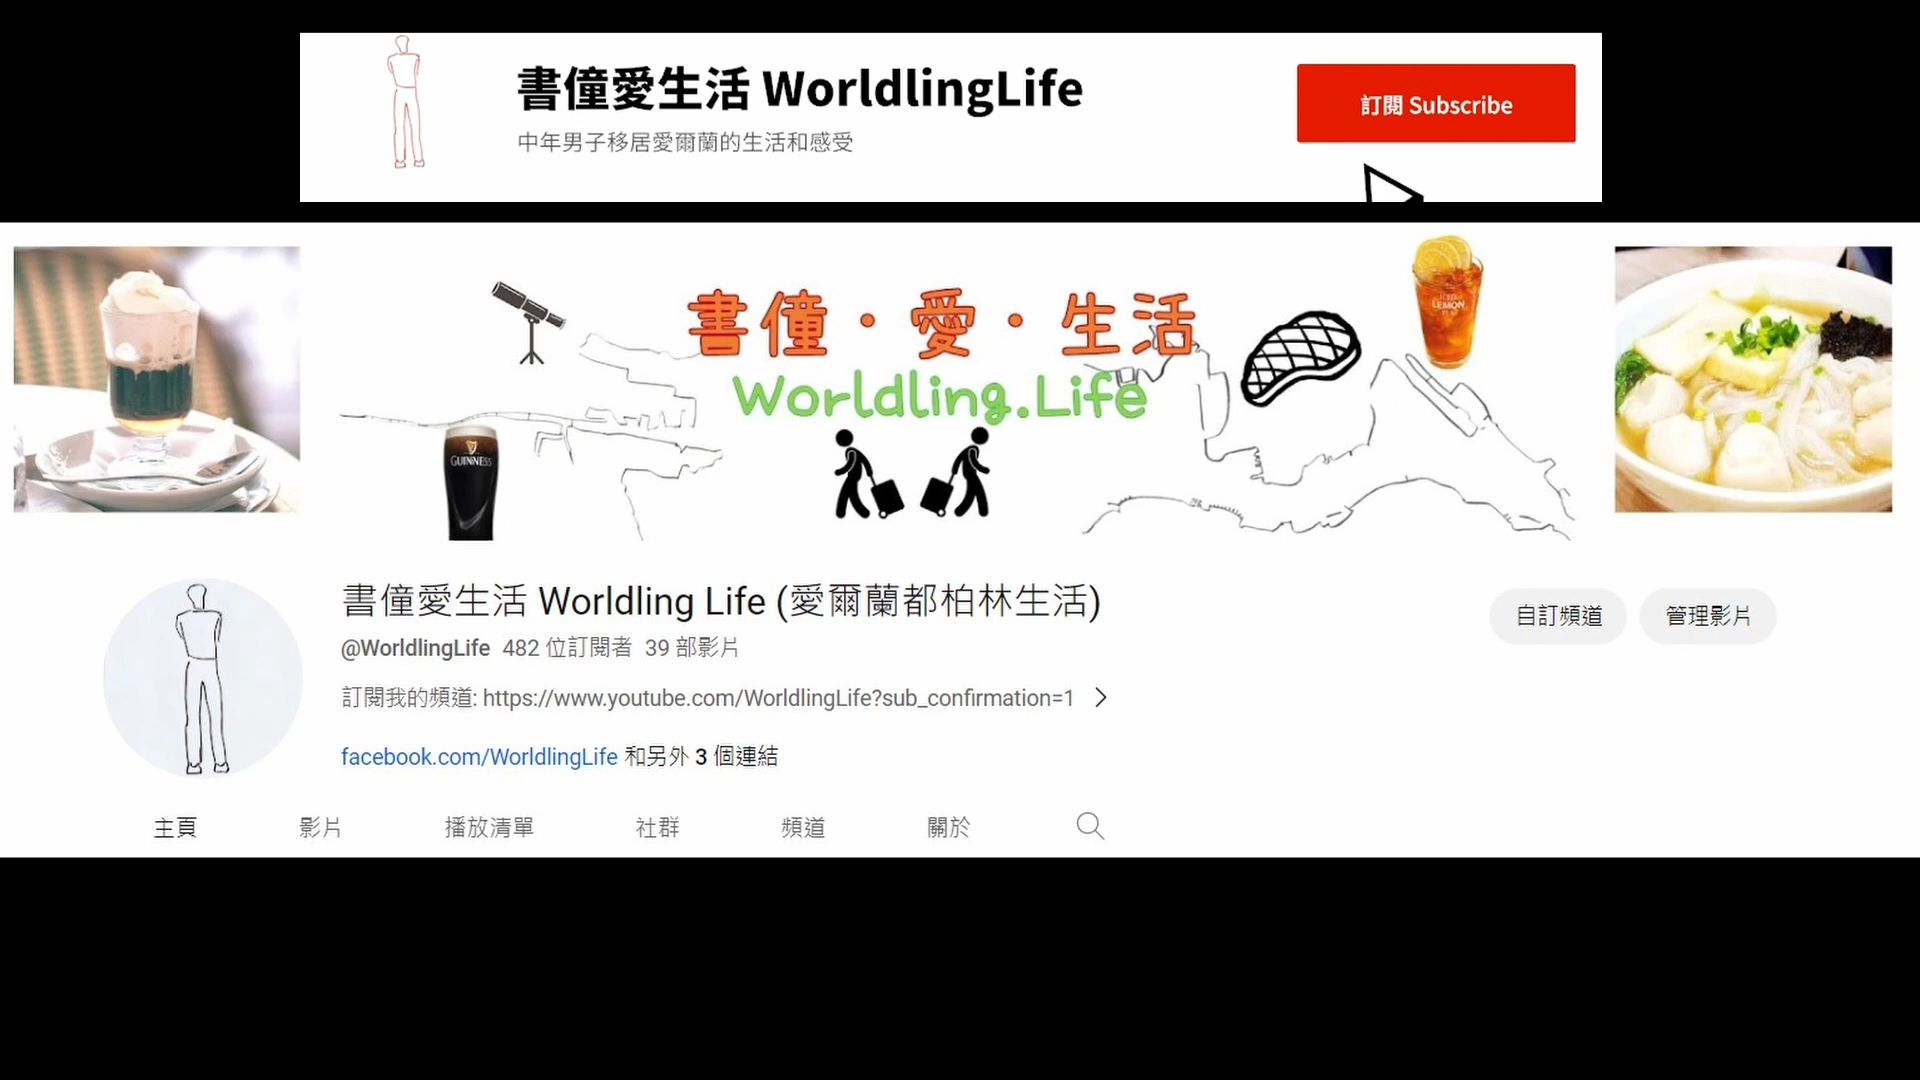 書僮愛生活 WorldlingLife
中年男子移居愛爾蘭的生活和感受
訂閱 Subscribe
書僮・愛・生活
Worldling.Life
GUINNESS
LEMON
書僮愛生活 Worldling Life (愛爾蘭都柏林生活)
@WorldlingLife 482 位訂閱者 39 部影片
自訂頻道
管理影片
訂閱我的頻道: https://www.youtube.com/WorldlingLife?sub_confirmation=1
facebook.com/WorldlingLife 和另外 3 個連結
主頁 影片 播放清單 社群 頻道 關於